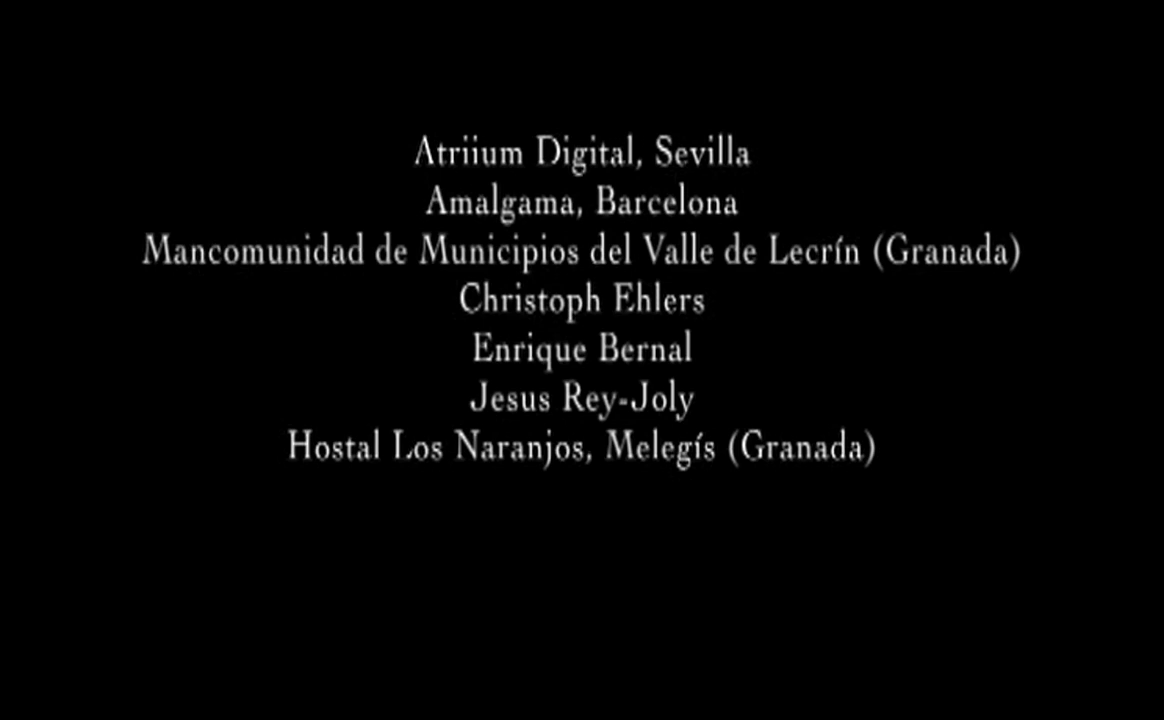 Atriium Digital, Sevilla
Amalgama, Barcelona
Mancomunidad de Municipios del Valle de Lecrín (Granada)
Christoph Ehlers
Enrique Bernal
Jesus Rey-Joly
Hostal Los Naranjos, Melegís (Granada)